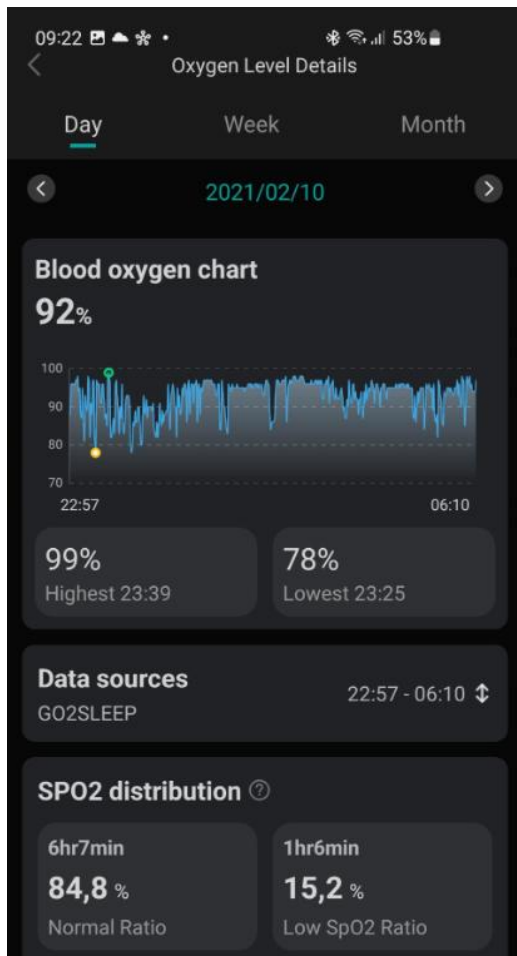 09:22 53%
Oxygen Level Details
Day Week Month
2021/02/10
Blood oxygen chart
92%
100
90
80
70
22:57 06:10
99% 78%
Highest 23:39 Lowest 23:25
Data sources
GO2SLEEP
22:57 - 06:10
SPO2 distribution ?
6hr7min 1hr6min
84,8 % 15,2 %
Normal Ratio Low SpO2 Ratio